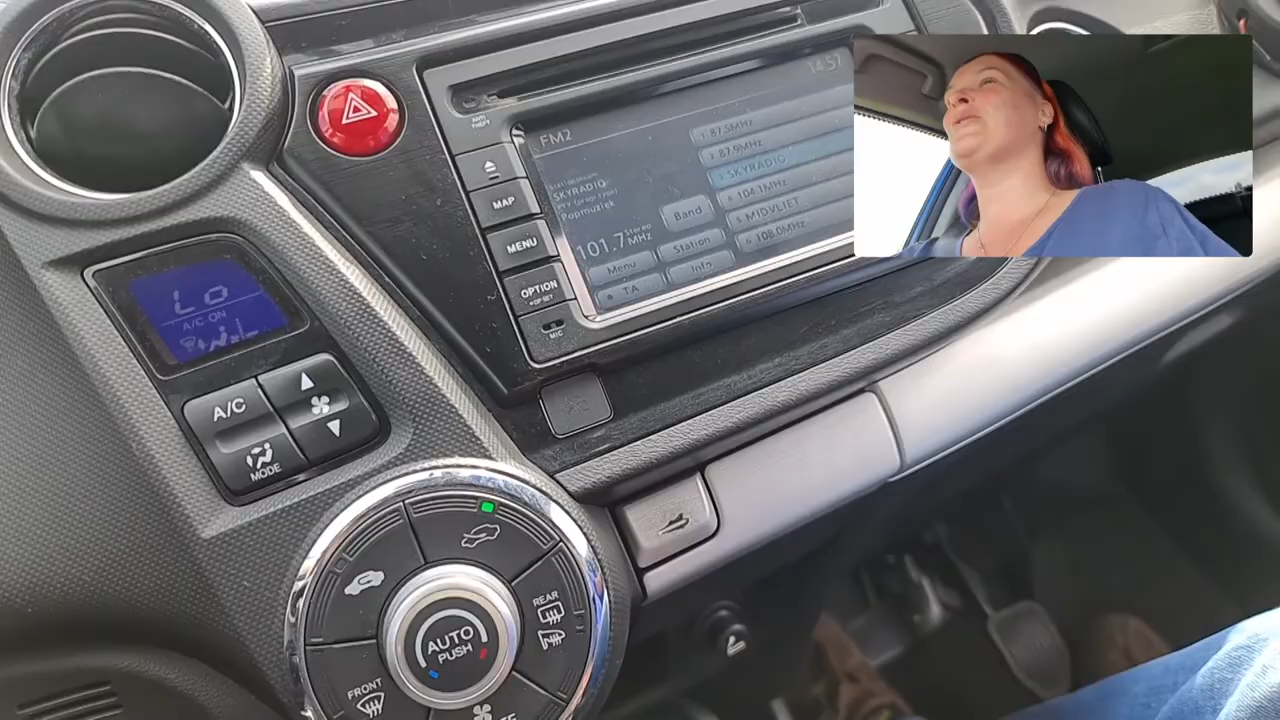 14:57
ANTI THEFT
FM2
1 87.5MHz
2 87.9MHz
3 SKYRADIO
4 104.1MHz
5 MIDVLIET
6 108.0MHz
SKYRADIO
Popmuziek
101.7 MHz
Stereo
Band
Station
Menu
Info
TA
MAP
MENU
OPTION
MIC
Lo
A/C ON
A/C
MODE
AUTO
PUSH
REAR
FRONT